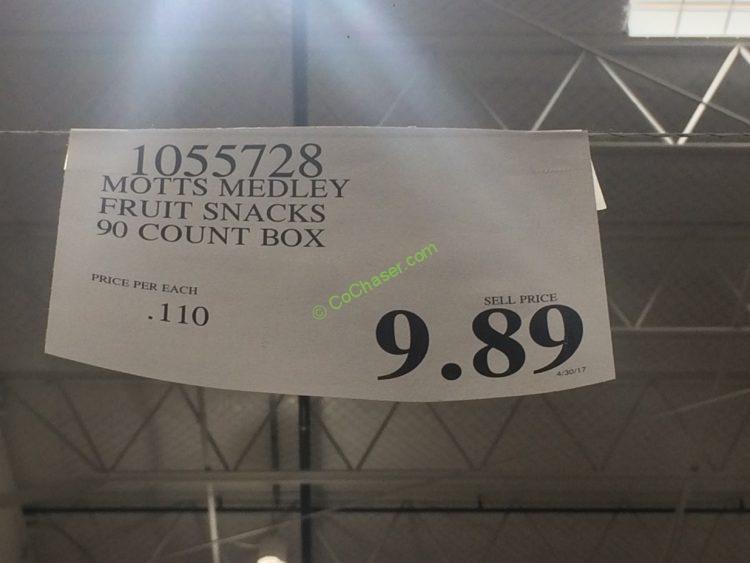 1055728
MOTTS MEDLEY
FRUIT SNACKS
90 COUNT BOX
PRICE PER EACH
.110
© CoChaser.com
SELL PRICE
9.89
4/30/17